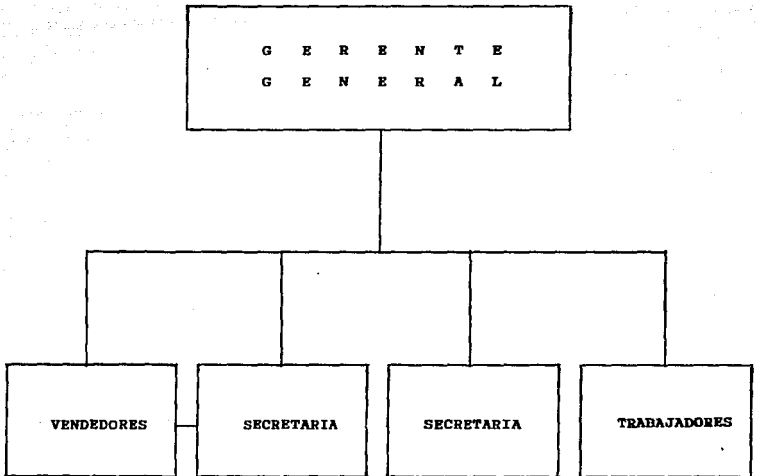 G E R E N T E
G E N E R A L
VENDEDORES
SECRETARIA
SECRETARIA
TRABAJADORES